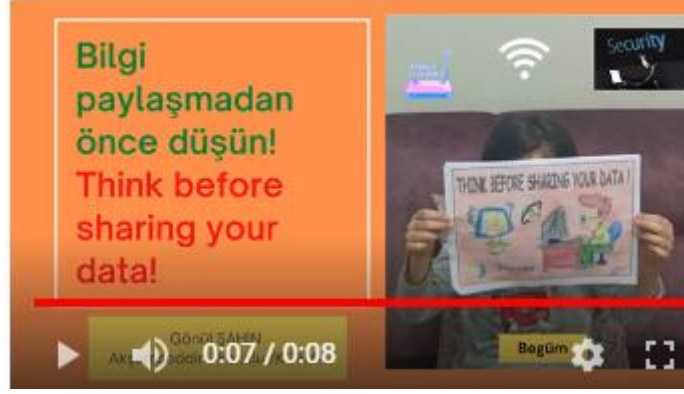 Bilgi
paylaşmadan
önce düşün!
Think before
sharing your
data!
Security
THINK BEFORE SHARING YOUR DATA!
Gönül ŞAHİN
0:07 / 0:08
Begüm